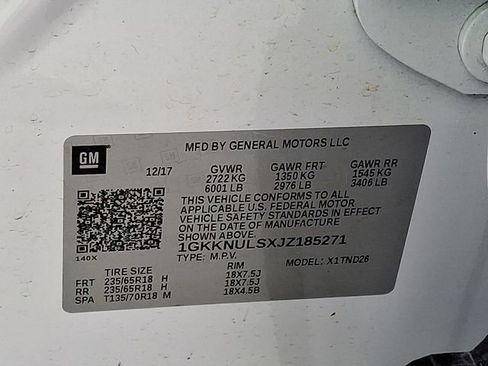 GM
MFD BY GENERAL MOTORS LLC
12/17 GVWR GAWR FRT GAWR RR
2722 KG 1350 KG 1545 KG
6001 LB 2976 LB 3406 LB
THIS VEHICLE CONFORMS TO ALL
APPLICABLE U.S. FEDERAL MOTOR
VEHICLE SAFETY STANDARDS IN EFFECT
ON THE DATE OF MANUFACTURE
SHOWN ABOVE.
1GKKNULSXJZ185271
140X
TYPE: M.P.V. MODEL: X1TND26
TIRE SIZE RIM
FRT 235/65R18 H 18X7.5J
RR 235/65R18 H 18X7.5J
SPA T135/70R18 M 18X4.5B